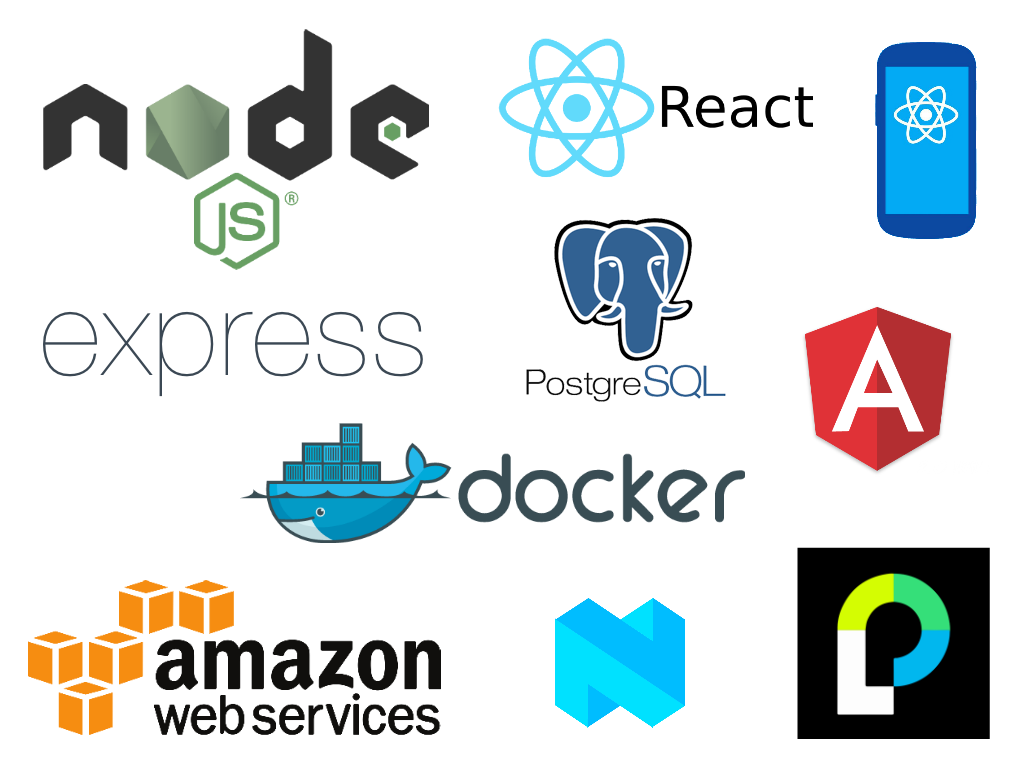 node
JS®
React
express
PostgreSQL
A
docker
amazon
web services
N
P